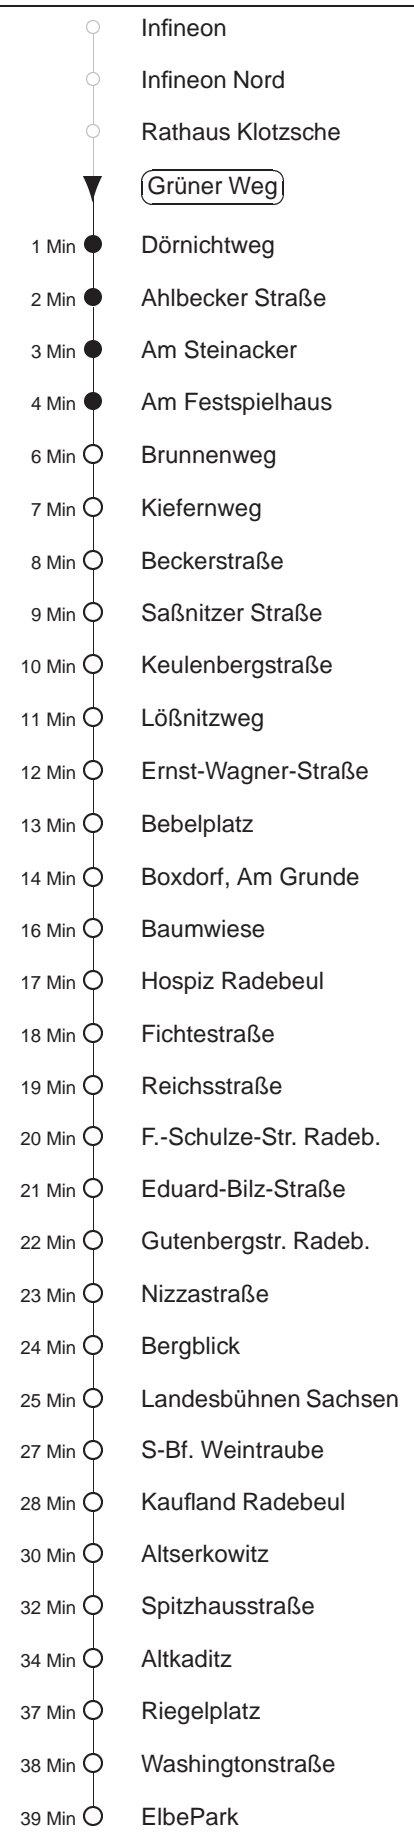 Infineon
Infineon Nord
Rathaus Klotzsche
Grüner Weg
1 Min Dörnichtweg
2 Min Ahlbecker Straße
3 Min Am Steinacker
4 Min Am Festspielhaus
6 Min Brunnenweg
7 Min Kiefernweg
8 Min Beckerstraße
9 Min Saßnitzer Straße
10 Min Keulenbergstraße
11 Min Lößnitzweg
12 Min Ernst-Wagner-Straße
13 Min Bebelplatz
14 Min Boxdorf, Am Grunde
16 Min Baumwiese
17 Min Hospiz Radebeul
18 Min Fichtestraße
19 Min Reichsstraße
20 Min F.-Schulze-Str. Radeb.
21 Min Eduard-Bilz-Straße
22 Min Gutenbergstr. Radeb.
23 Min Nizzastraße
24 Min Bergblick
25 Min Landesbühnen Sachsen
27 Min S-Bf. Weintraube
28 Min Kaufland Radebeul
30 Min Altserkowitz
32 Min Spitzhausstraße
34 Min Altkaditz
37 Min Riegelplatz
38 Min Washingtonstraße
39 Min ElbePark